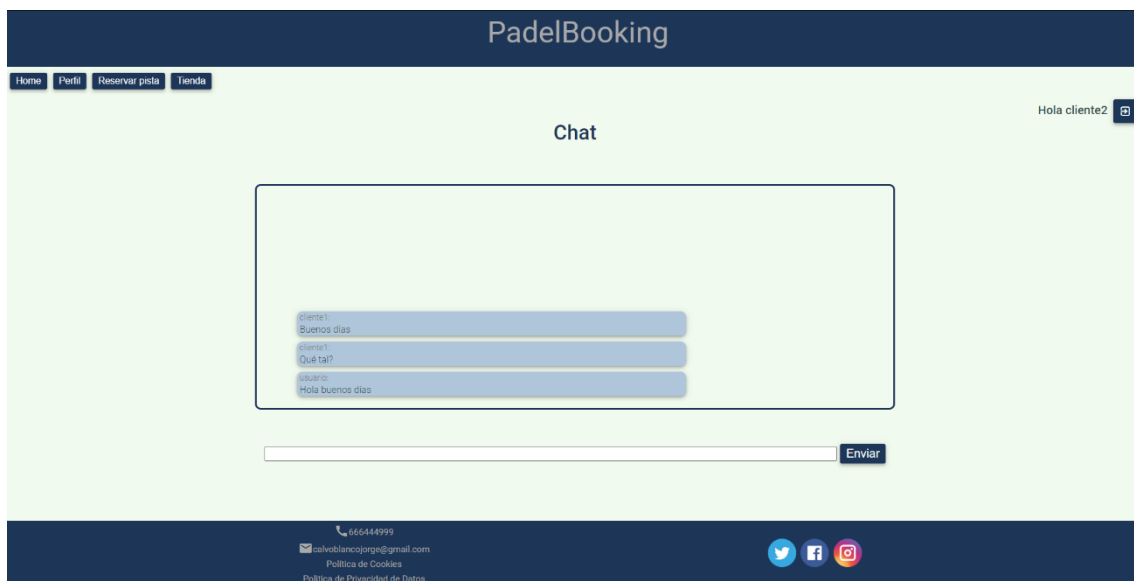 PadelBooking
Home Perfil Reservar pista Tienda
Hola cliente2
Chat
cliente1:
Buenos días
cliente1:
Qué tal?
usuario:
Hola buenos días
Enviar
666444999
calvoblancojorge@gmail.com
Política de Cookies
Política de Privacidad de Datos